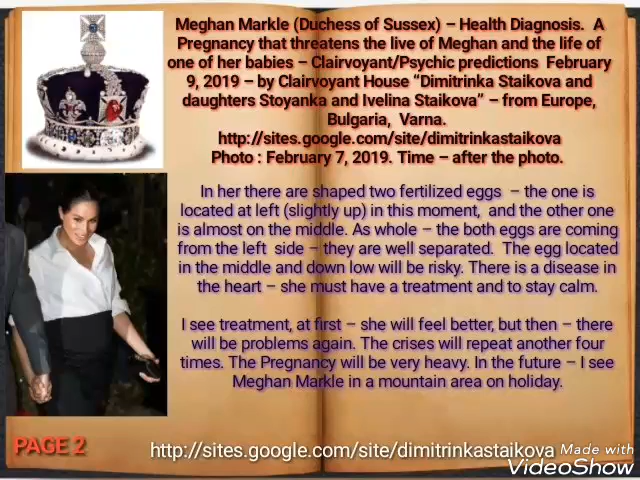 Meghan Markle (Duchess of Sussex) – Health Diagnosis. A
Pregnancy that threatens the live of Meghan and the life of
one of her babies – Clairvoyant/Psychic predictions February
9, 2019 – by Clairvoyant House “Dimitrinka Staikova and
daughters Stoyanka and Ivelina Staikova” – from Europe,
Bulgaria, Varna.
http://sites.google.com/site/dimitrinkastaikova
Photo : February 7, 2019. Time – after the photo.
In her there are shaped two fertilized eggs – the one is
located at left (slightly up) in this moment, and the other one
is almost on the middle. As whole – the both eggs are coming
from the left side – they are well separated. The egg located
in the middle and down low will be risky. There is a disease in
the heart – she must have a treatment and to stay calm.
I see treatment, at first – she will feel better, but then – there
will be problems again. The crises will repeat another four
times. The Pregnancy will be very heavy. In the future – I see
Meghan Markle in a mountain area on holiday.
PAGE 2
http://sites.google.com/site/dimitrinkastaikova
Made with
VideoShow